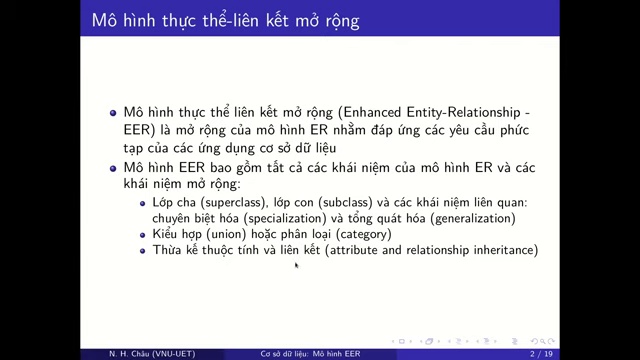 Mô hình thực thể-liên kết mở rộng
Mô hình thực thể liên kết mở rộng (Enhanced Entity-Relationship -
EER) là mở rộng của mô hình ER nhằm đáp ứng các yêu cầu phức
tạp của các ứng dụng cơ sở dữ liệu
Mô hình EER bao gồm tất cả các khái niệm của mô hình ER và các
khái niệm mở rộng:
Lớp cha (superclass), lớp con (subclass) và các khái niệm liên quan:
chuyên biệt hóa (specialization) và tổng quát hóa (generalization)
Kiểu hợp (union) hoặc phân loại (category)
Thừa kế thuộc tính và liên kết (attribute and relationship inheritance)
N. H. Châu (VNU-UET) Cơ sở dữ liệu: Mô hình EER 2 / 19